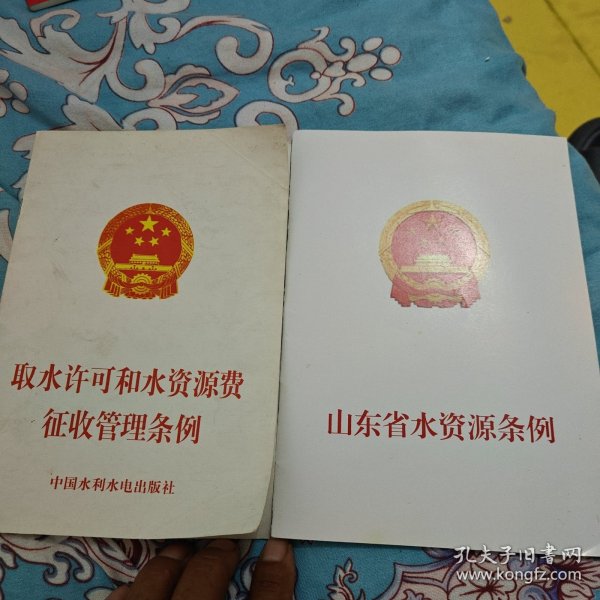 取水许可和水资源费
征收管理条例
中国水利水电出版社
山东省水资源条例
孔夫子旧书网
www.kongfz.com